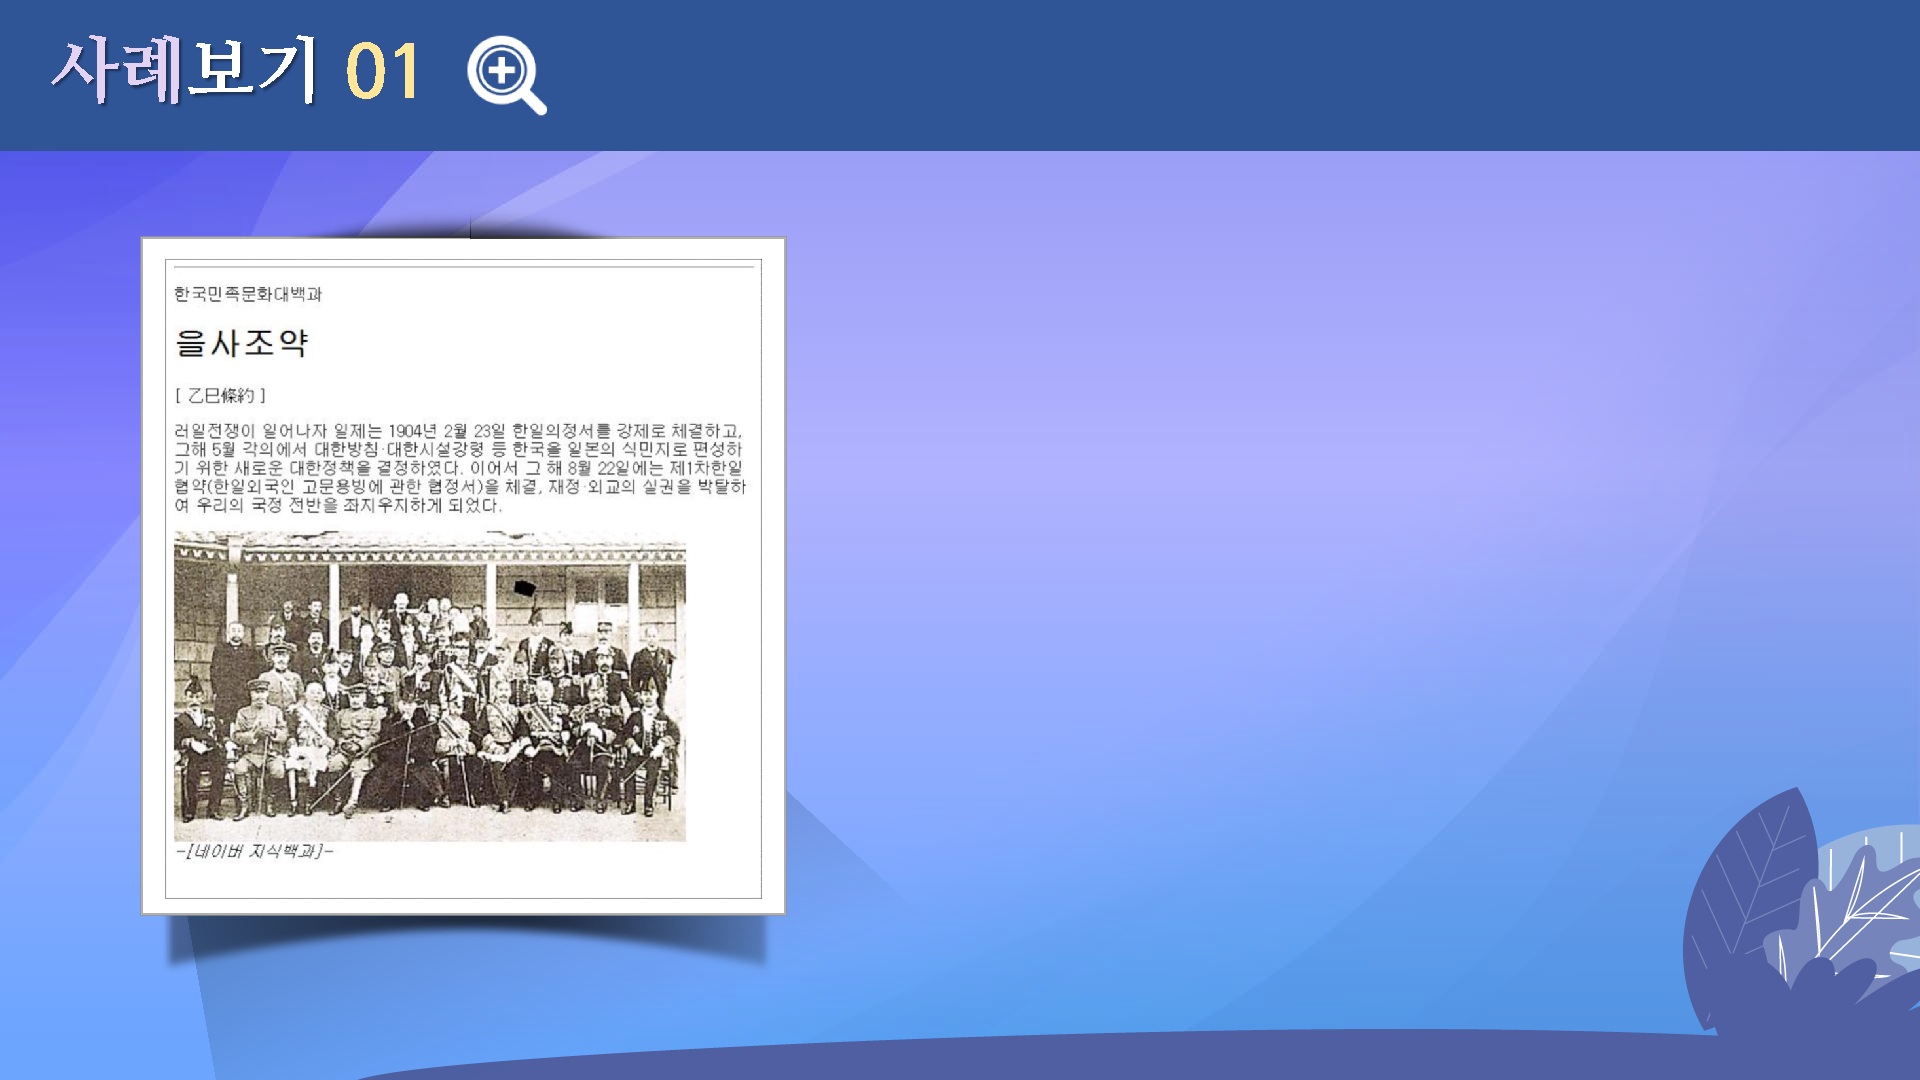 사례보기 01
한국민족문화대백과
을사조약
[ 乙巳條約 ]
러일전쟁이 일어나자 일제는 1904년 2월 23일 한일의정서를 강제로 체결하고,
그해 5월 각의에서 대한방침·대한시설강령 등 한국을 일본의 식민지로 편성하
기 위한 새로운 대한정책을 결정하였다. 이어서 그 해 8월 22일에는 제1차한일
협약(한일외국인 고문용빙에 관한 협정서)을 체결, 재정·외교의 실권을 박탈하
여 우리의 국정 전반을 좌지우지하게 되었다.
-[네이버 지식백과]-